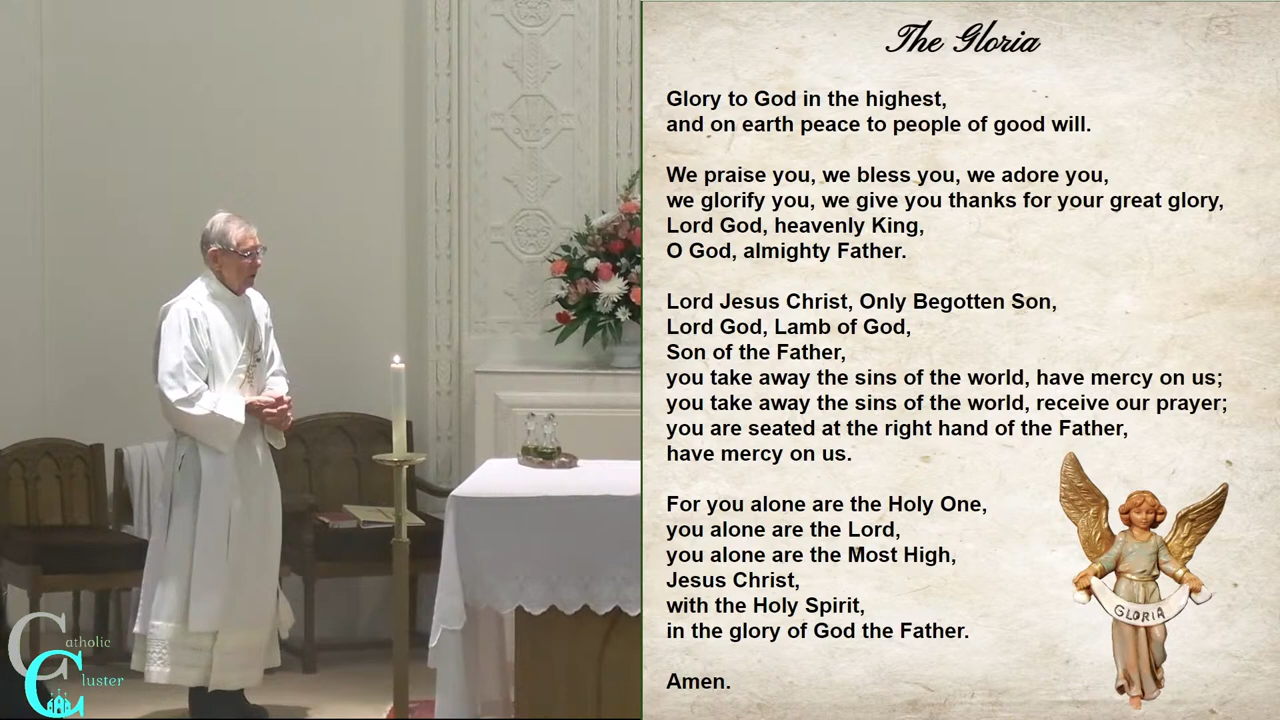 The Gloria
Glory to God in the highest,
and on earth peace to people of good will.
We praise you, we bless you, we adore you,
we glorify you, we give you thanks for your great glory,
Lord God, heavenly King,
O God, almighty Father.
Lord Jesus Christ, Only Begotten Son,
Lord God, Lamb of God,
Son of the Father,
you take away the sins of the world, have mercy on us;
you take away the sins of the world, receive our prayer;
you are seated at the right hand of the Father,
have mercy on us.
For you alone are the Holy One,
you alone are the Lord,
you alone are the Most High,
Jesus Christ,
with the Holy Spirit,
in the glory of God the Father.
Amen.
GLORIA
Catholic
Cluster